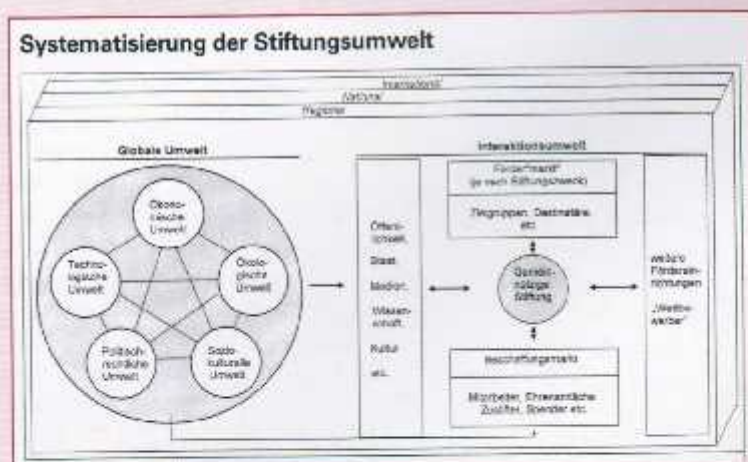 Systematisierung der Stiftungsumwelt
International
National
Regional
Globale Umwelt
Ökono-
mische
Umwelt
Techno-
logische
Umwelt
Ökolo-
gische
Umwelt
Politisch-
rechtliche
Umwelt
Sozio-
kulturelle
Umwelt
Interaktionsumwelt
Öffent-
lichkeit,
Staat,
Medien,
Wissen-
schaft,
Kultur
etc.
Förder"markt"
(je nach Stiftungszweck)
Zielgruppen, Destinatäre,
etc.
Gemein-
nützige
Stiftung
Beschaffungsmarkt
Mitarbeiter, Ehrenamtliche
Zustifter, Spender etc.
weitere
Förderein-
richtungen
„Wettbe-
werber"